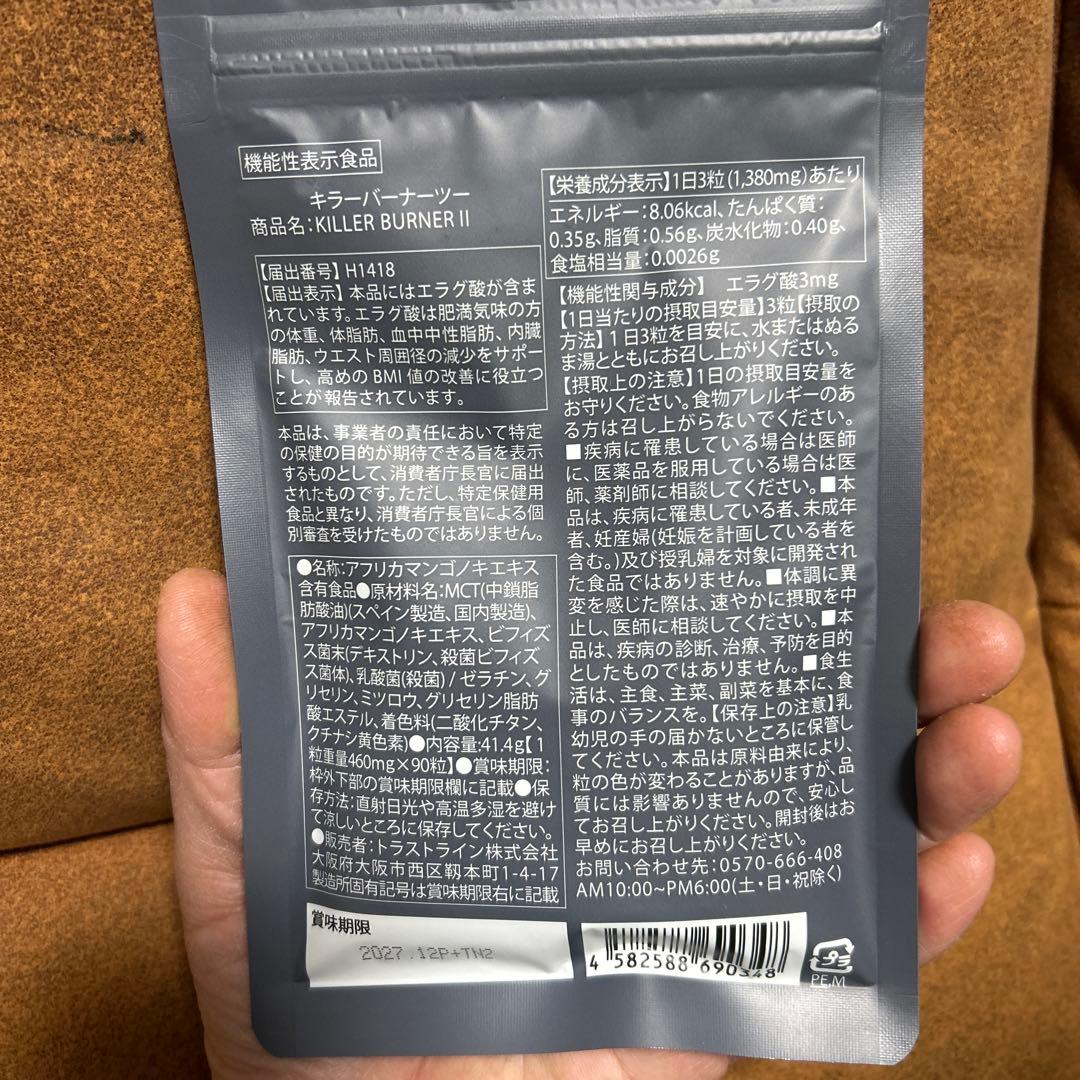 機能性表示食品
キラーバーナーツー
商品名:KILLER BURNER II
【届出番号】H1418
【届出表示】本品にはエラグ酸が含ま
れています。エラグ酸は肥満気味の方
の体重、体脂肪、血中中性脂肪、内臓
脂肪、ウエスト周囲径の減少をサポー
トし、高めの BMI 値の改善に役立つ
ことが報告されています。
本品は、事業者の責任において特定
の保健の目的が期待できる旨を表示
するものとして、消費者庁長官に届出
されたものです。ただし、特定保健用
食品と異なり、消費者庁長官による個
別審査を受けたものではありません。
●名称:アフリカマンゴノキエキス
含有食品●原材料名:MCT(中鎖脂
肪酸油)(スペイン製造、国内製造)、
アフリカマンゴノキエキス、ビフィズ
ス菌末(デキストリン、殺菌ビフィズ
ス菌体)、乳酸菌(殺菌) / ゼラチン、グ
リセリン、ミツロウ、グリセリン脂肪
酸エステル、着色料(二酸化チタン、
クチナシ黄色素)●内容量:41.4g【1
粒重量460mg×90粒】●賞味期限:
枠外下部の賞味期限欄に記載●保
存方法:直射日光や高温多湿を避け
て涼しいところに保存してください。
●販売者:トラストライン株式会社
大阪府大阪市西区靱本町1-4-17
製造所固有記号は賞味期限右に記載
【栄養成分表示】1日3粒(1,380mg)あたり
エネルギー:8.06kcal、たんぱく質:
0.35g、脂質:0.56g、炭水化物:0.40g、
食塩相当量:0.0026g
【機能性関与成分】 エラグ酸3mg
【1日当たりの摂取目安量】3粒【摂取の
方法】1日3粒を目安に、水またはぬる
ま湯とともにお召し上がりください。
【摂取上の注意】1日の摂取目安量を
お守りください。食物アレルギーのあ
る方は召し上がらないでください。
■疾病に罹患している場合は医師
に、医薬品を服用している場合は医
師、薬剤師に相談してください。■本
品は、疾病に罹患している者、未成年
者、妊産婦(妊娠を計画している者を
含む。)及び授乳婦を対象に開発され
た食品ではありません。■体調に異
変を感じた際は、速やかに摂取を中
止し、医師に相談してください。■本
品は、疾病の診断、治療、予防を目的
としたものではありません。■食生
活は、主食、主菜、副菜を基本に、食
事のバランスを。【保存上の注意】乳
幼児の手の届かないところに保管し
てください。本品は原料由来により、
粒の色が変わることがありますが、品
質には影響ありませんので、安心し
てお召し上がりください。開封後はお
早めにお召し上がりください。
お問い合わせ先:0570-666-408
AM10:00~PM6:00(土・日・祝除く)
賞味期限
2027.12P+TN2
4 582588 690348
プラ
PE,M